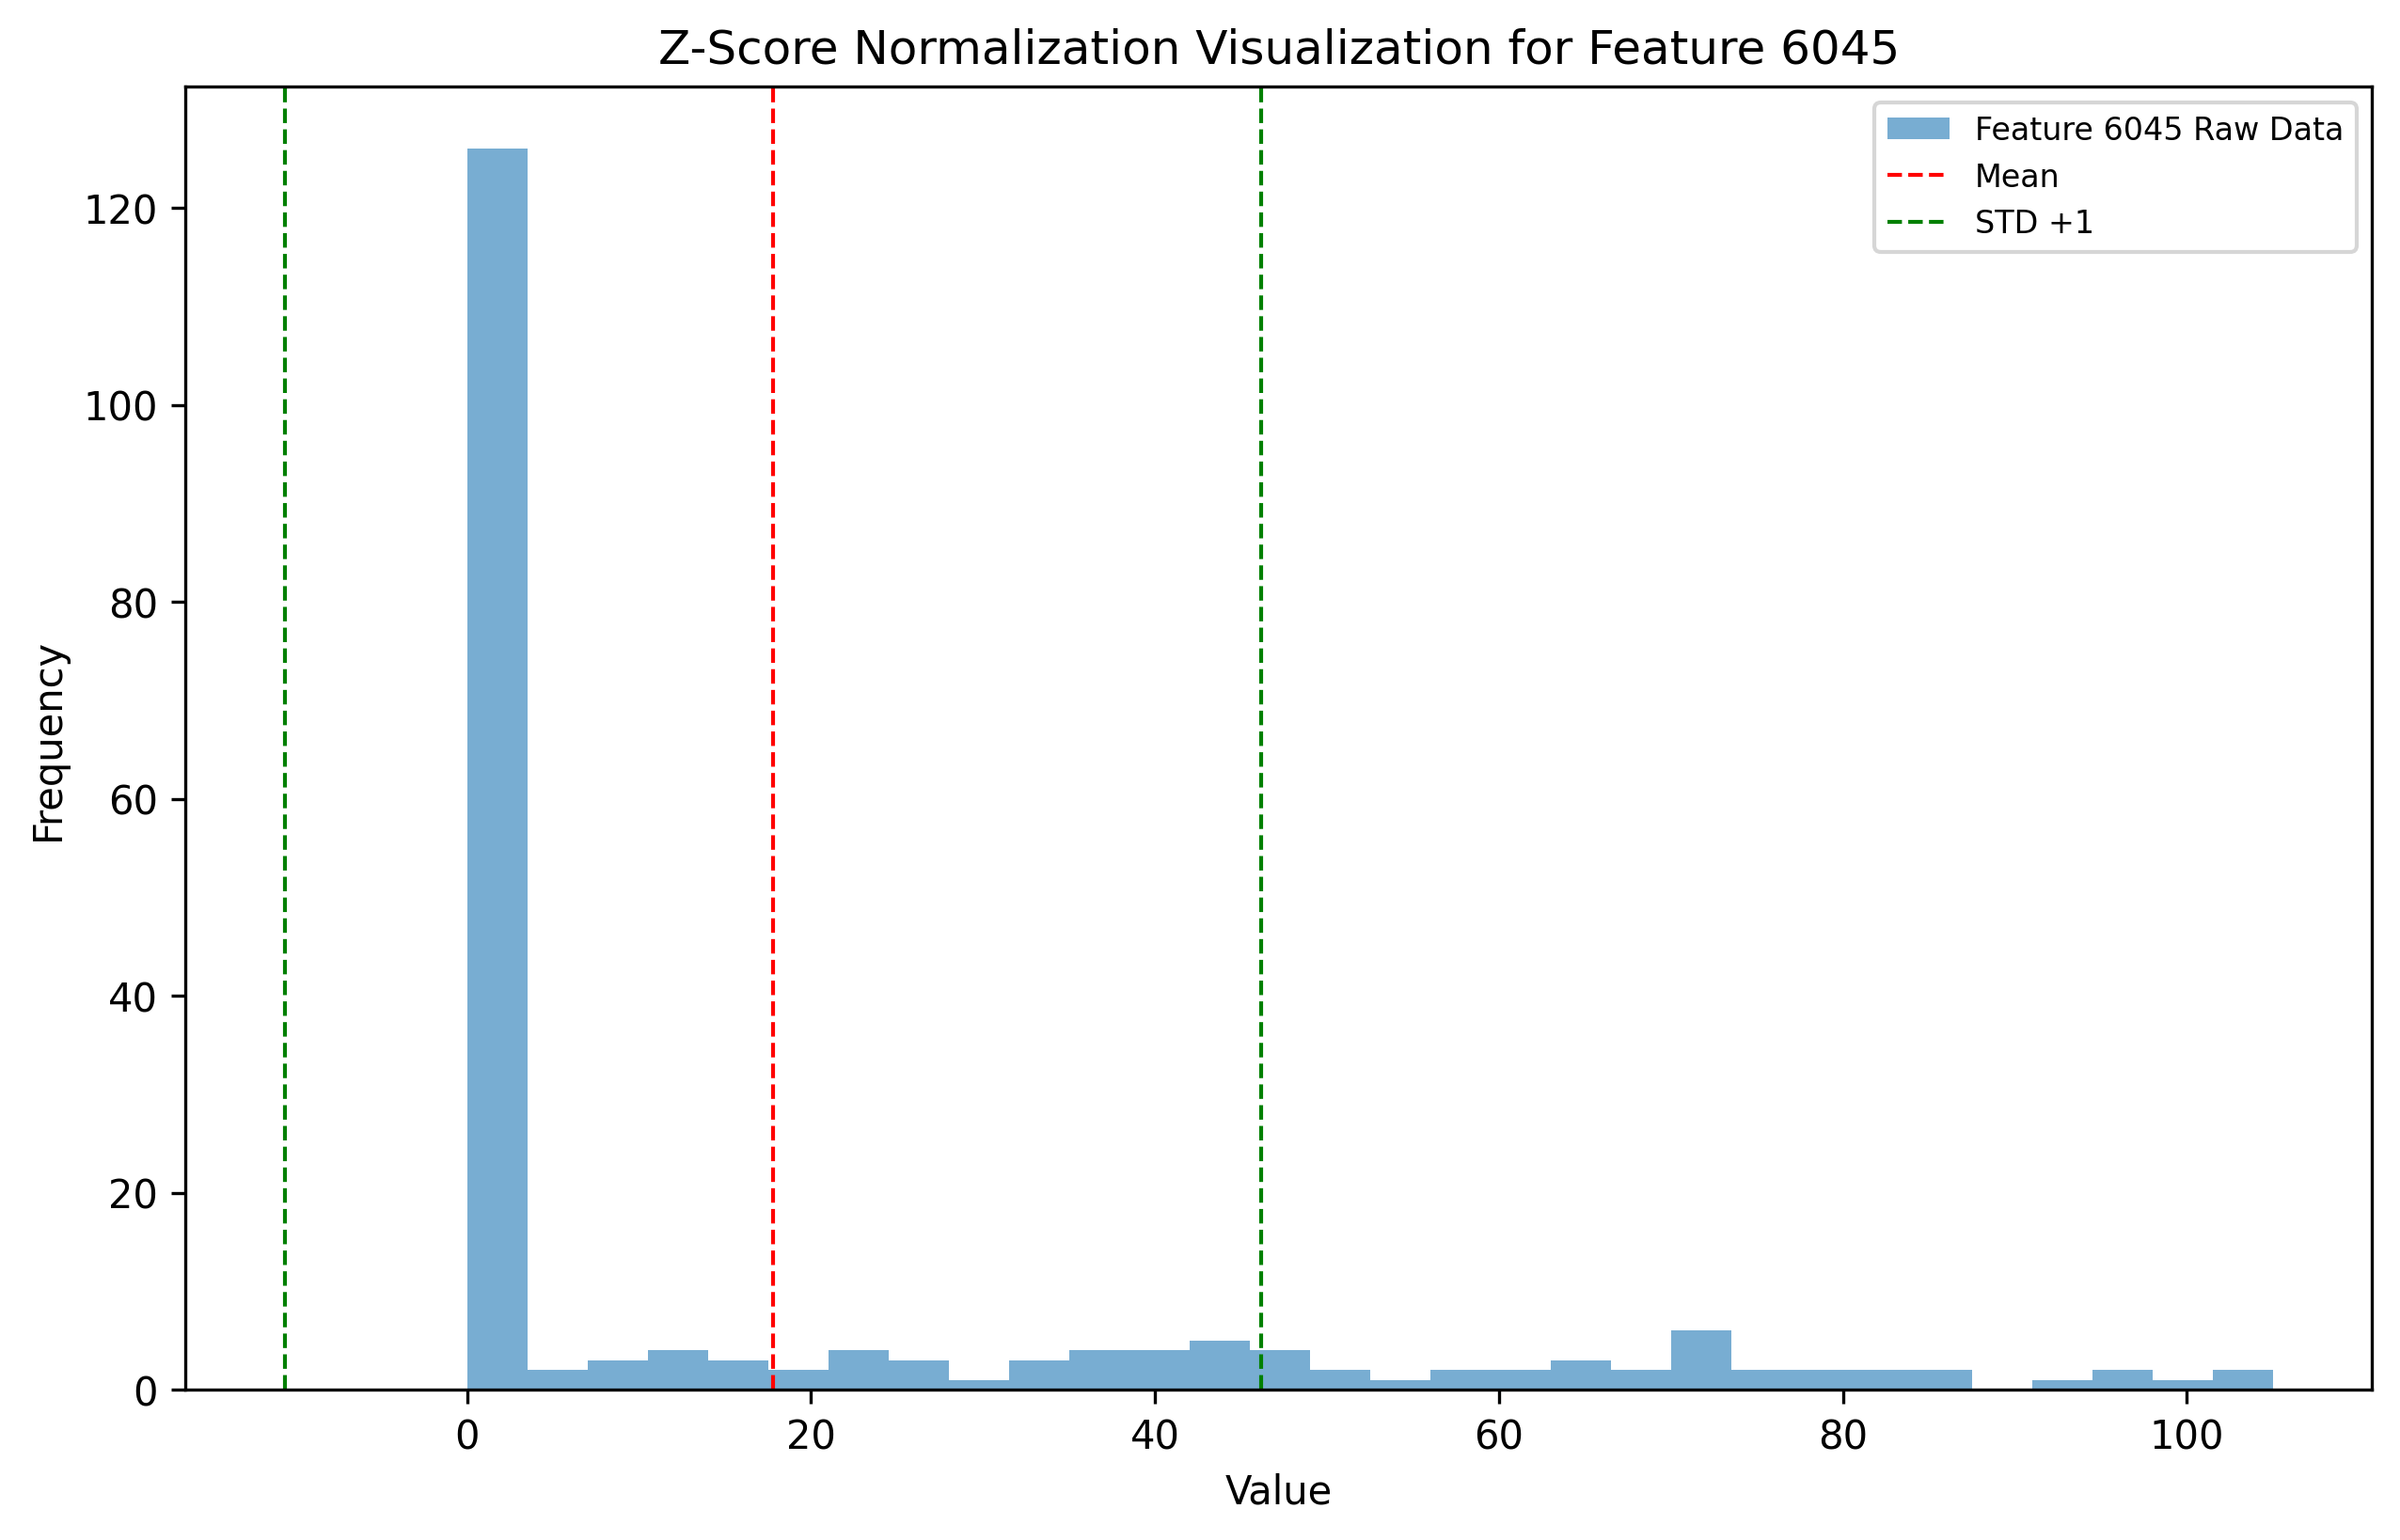 Z-Score Normalization Visualization for Feature 6045
Feature 6045 Raw Data
Mean
STD +1
120
100
80
60
40
20
0
Frequency
0 20 40 60 80 100
Value